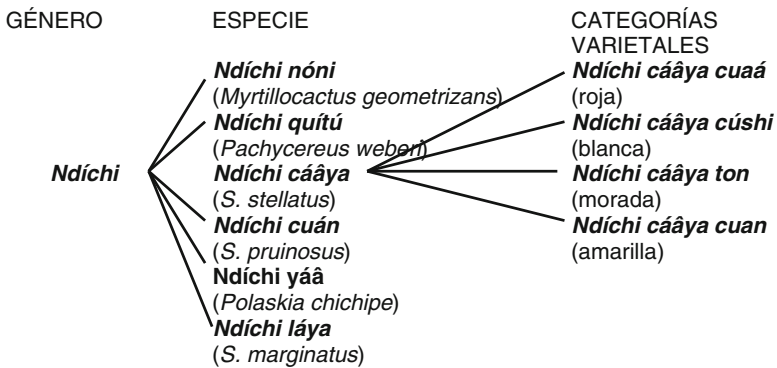 GÉNERO ESPECIE CATEGORÍAS
VARIETALES
Ndíchi nóni Ndíchi cáâya cuaá
(Myrtillocactus geometrizans) (roja)
Ndíchi quítú Ndíchi cáâya cúshi
(Pachycereus weberi) (blanca)
Ndíchi Ndíchi cáâya Ndíchi cáâya ton
(S. stellatus) (morada)
Ndíchi cuán Ndíchi cáâya cuan
(S. pruinosus) (amarilla)
Ndíchi yáâ
(Polaskia chichipe)
Ndíchi láya
(S. marginatus)